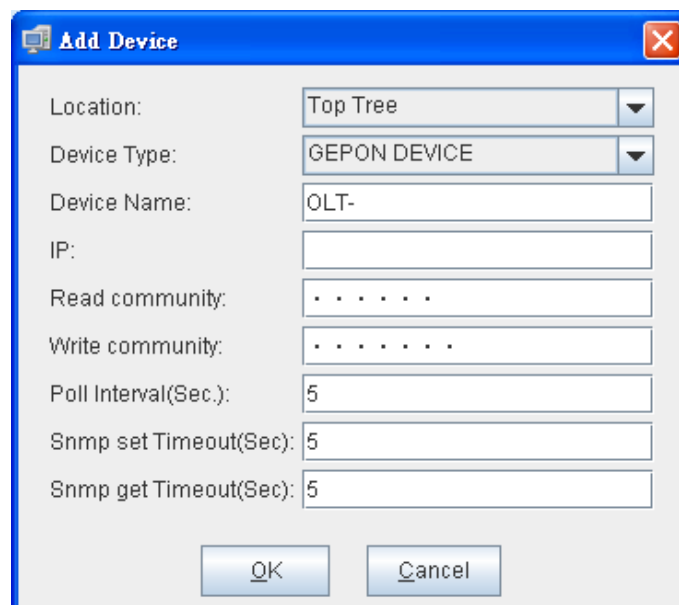 Add Device
Location: Top Tree
Device Type: GEPON DEVICE
Device Name: OLT-
IP:
Read community: ······
Write community: ·······
Poll Interval(Sec.): 5
Snmp set Timeout(Sec): 5
Snmp get Timeout(Sec): 5
OK Cancel